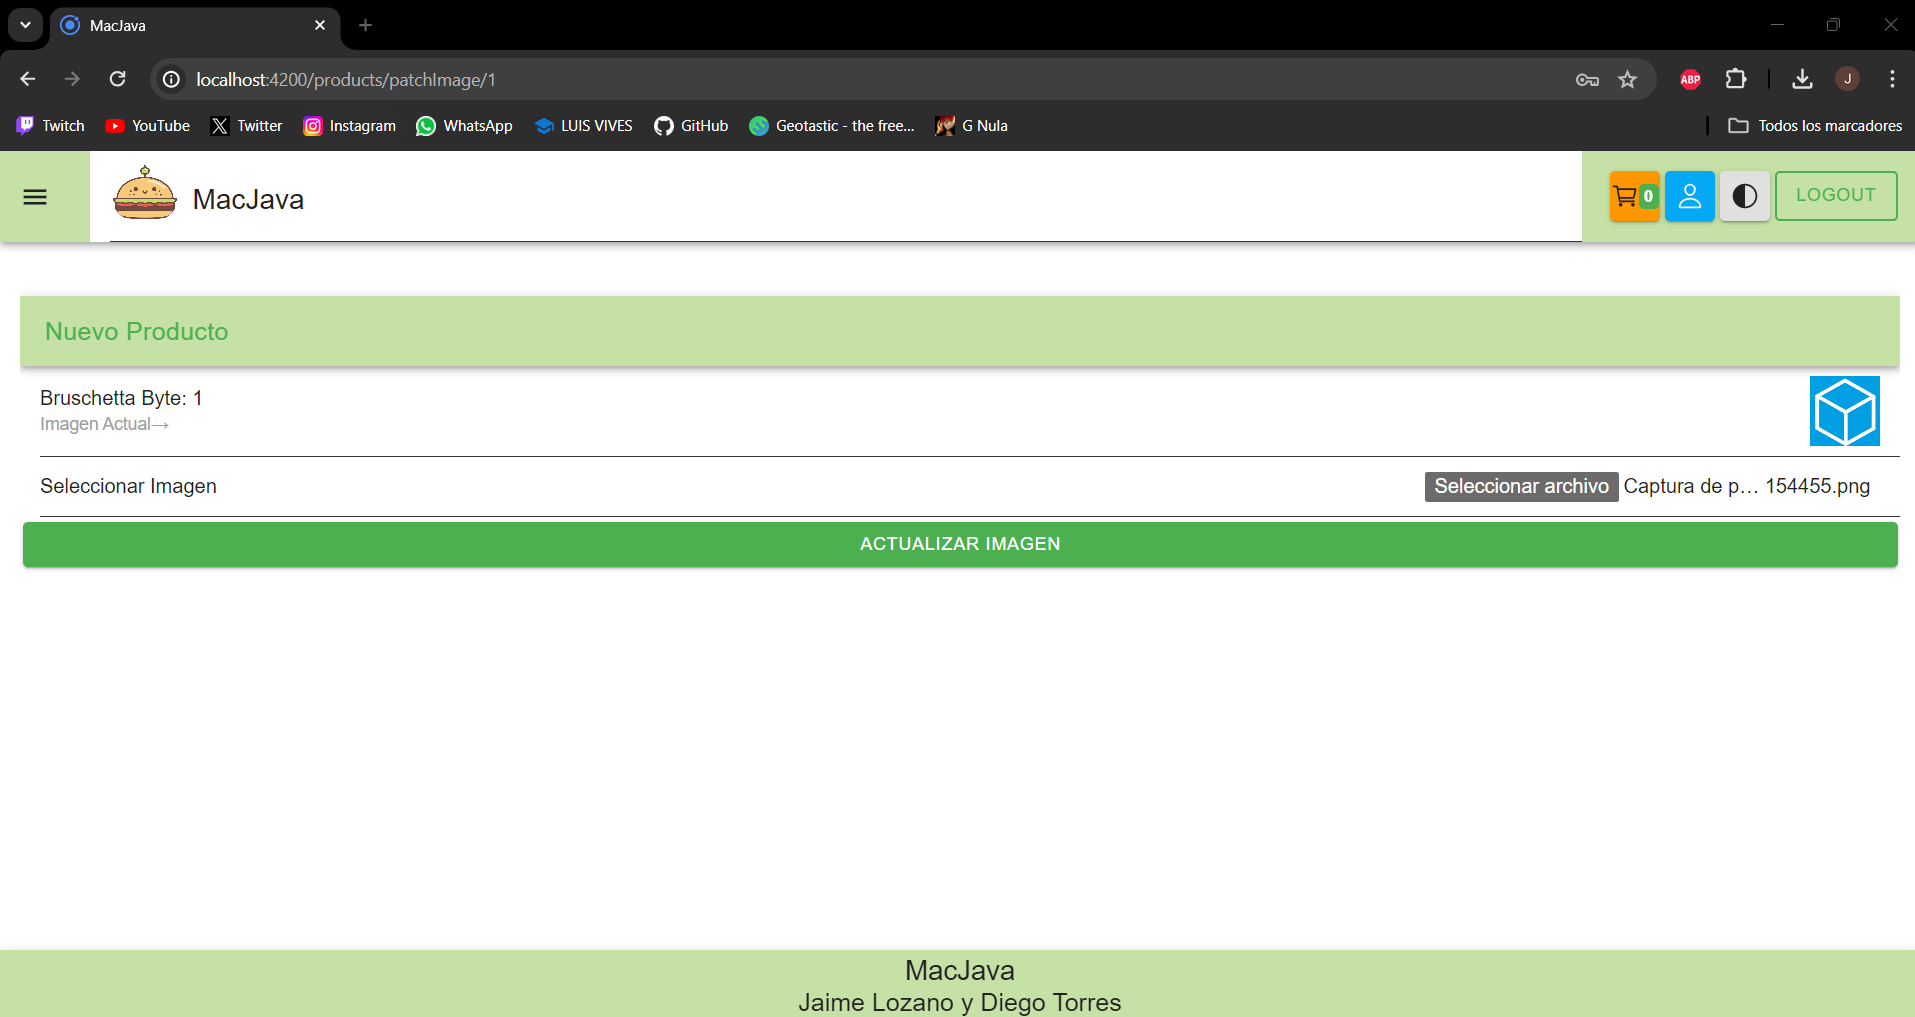 MacJava
localhost:4200/products/patchImage/1
ABP
J
Twitch YouTube Twitter Instagram WhatsApp LUIS VIVES GitHub Geotastic - the free... G Nula Todos los marcadores
MacJava
0
LOGOUT
Nuevo Producto
Bruschetta Byte: 1
Imagen Actual→
Seleccionar Imagen Seleccionar archivo Captura de p... 154455.png
ACTUALIZAR IMAGEN
MacJava
Jaime Lozano y Diego Torres